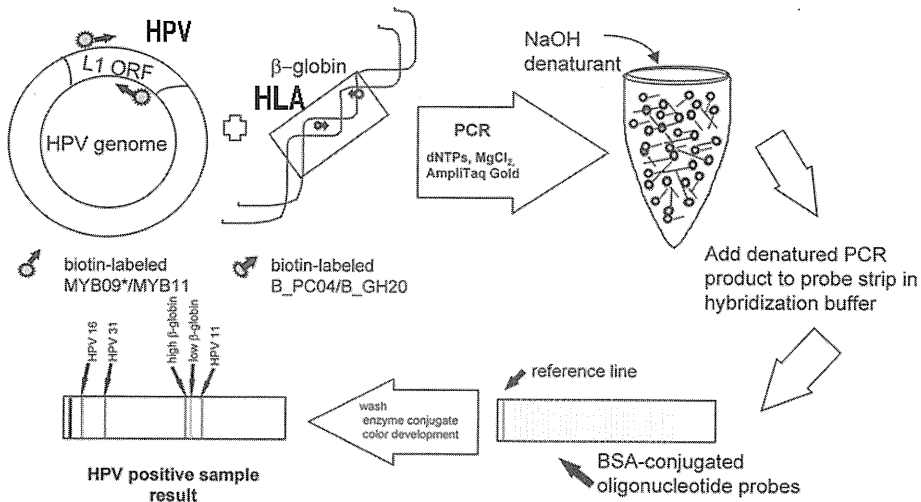 HPV
L1 ORF
HPV genome
β-globin
HLA
PCR
dNTPs, MgCl₂,
AmpliTaq Gold
NaOH
denaturant
biotin-labeled
MYB09*/MYB11
biotin-labeled
B_PC04/B_GH20
Add denatured PCR
product to probe strip in
hybridization buffer
HPV 16
HPV 31
high β-globin
low β-globin
HPV 11
wash
enzyme conjugate
color development
reference line
BSA-conjugated
oligonucleotide probes
HPV positive sample
result